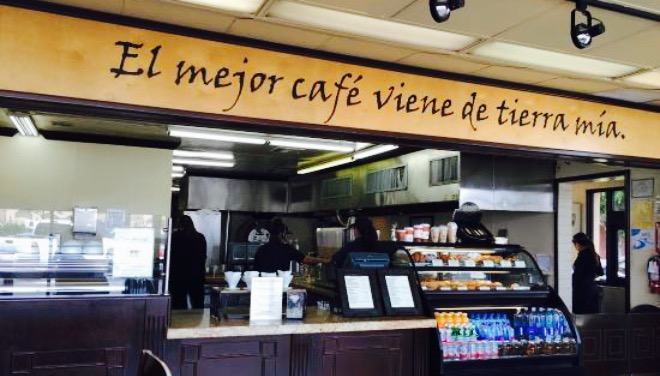 El mejor café viene de tierra mía.